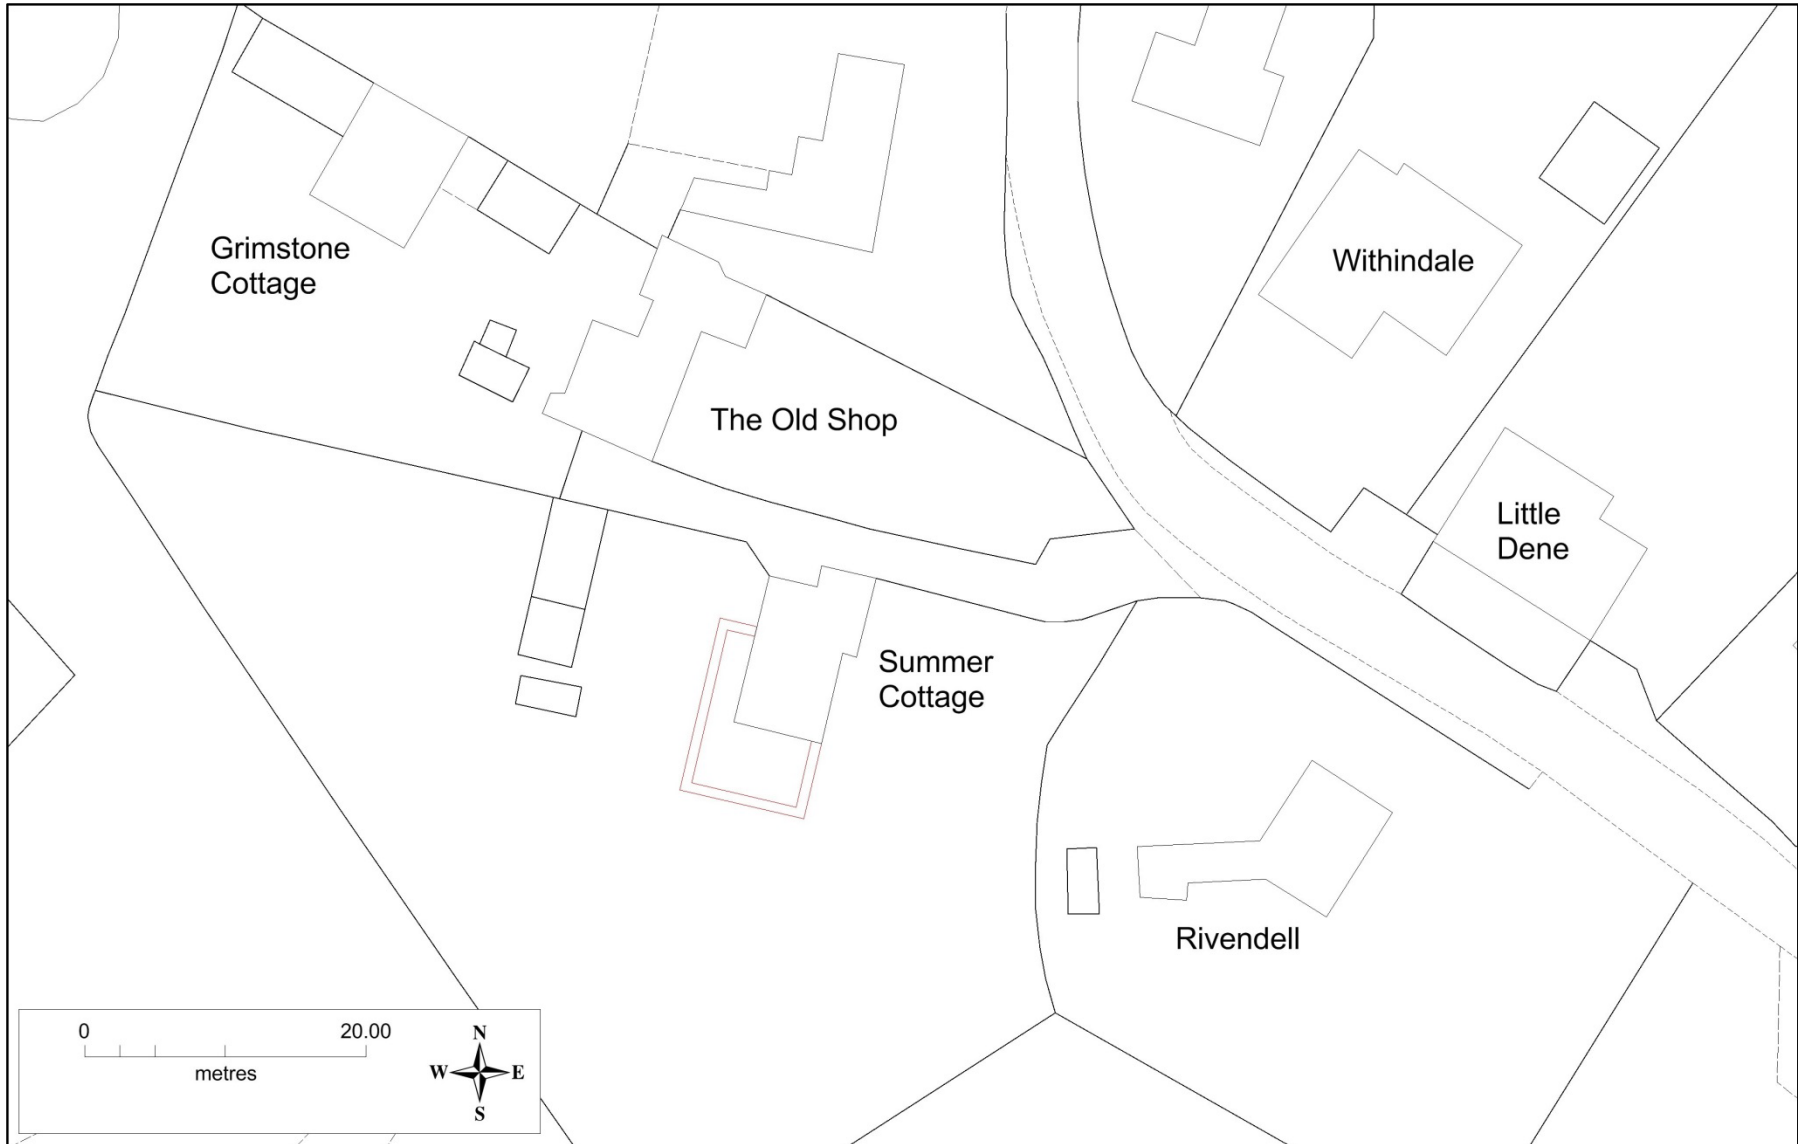 Grimstone
Cottage
Withindale
The Old Shop
Little
Dene
Summer
Cottage
Rivendell
0 20.00
metres
N
W E
S